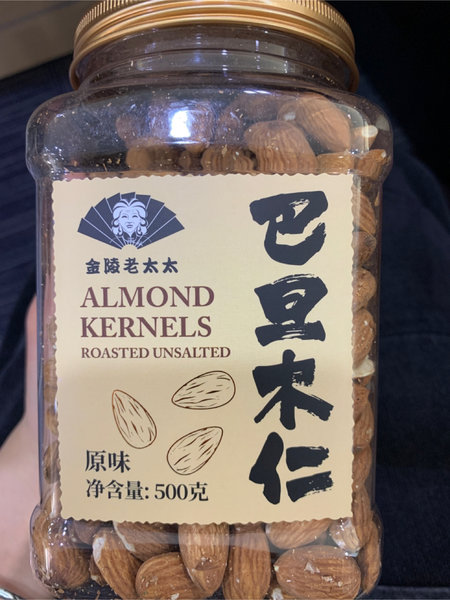 金陵老太太
ALMOND
KERNELS
ROASTED UNSALTED
原味
净含量: 500克
巴旦木仁